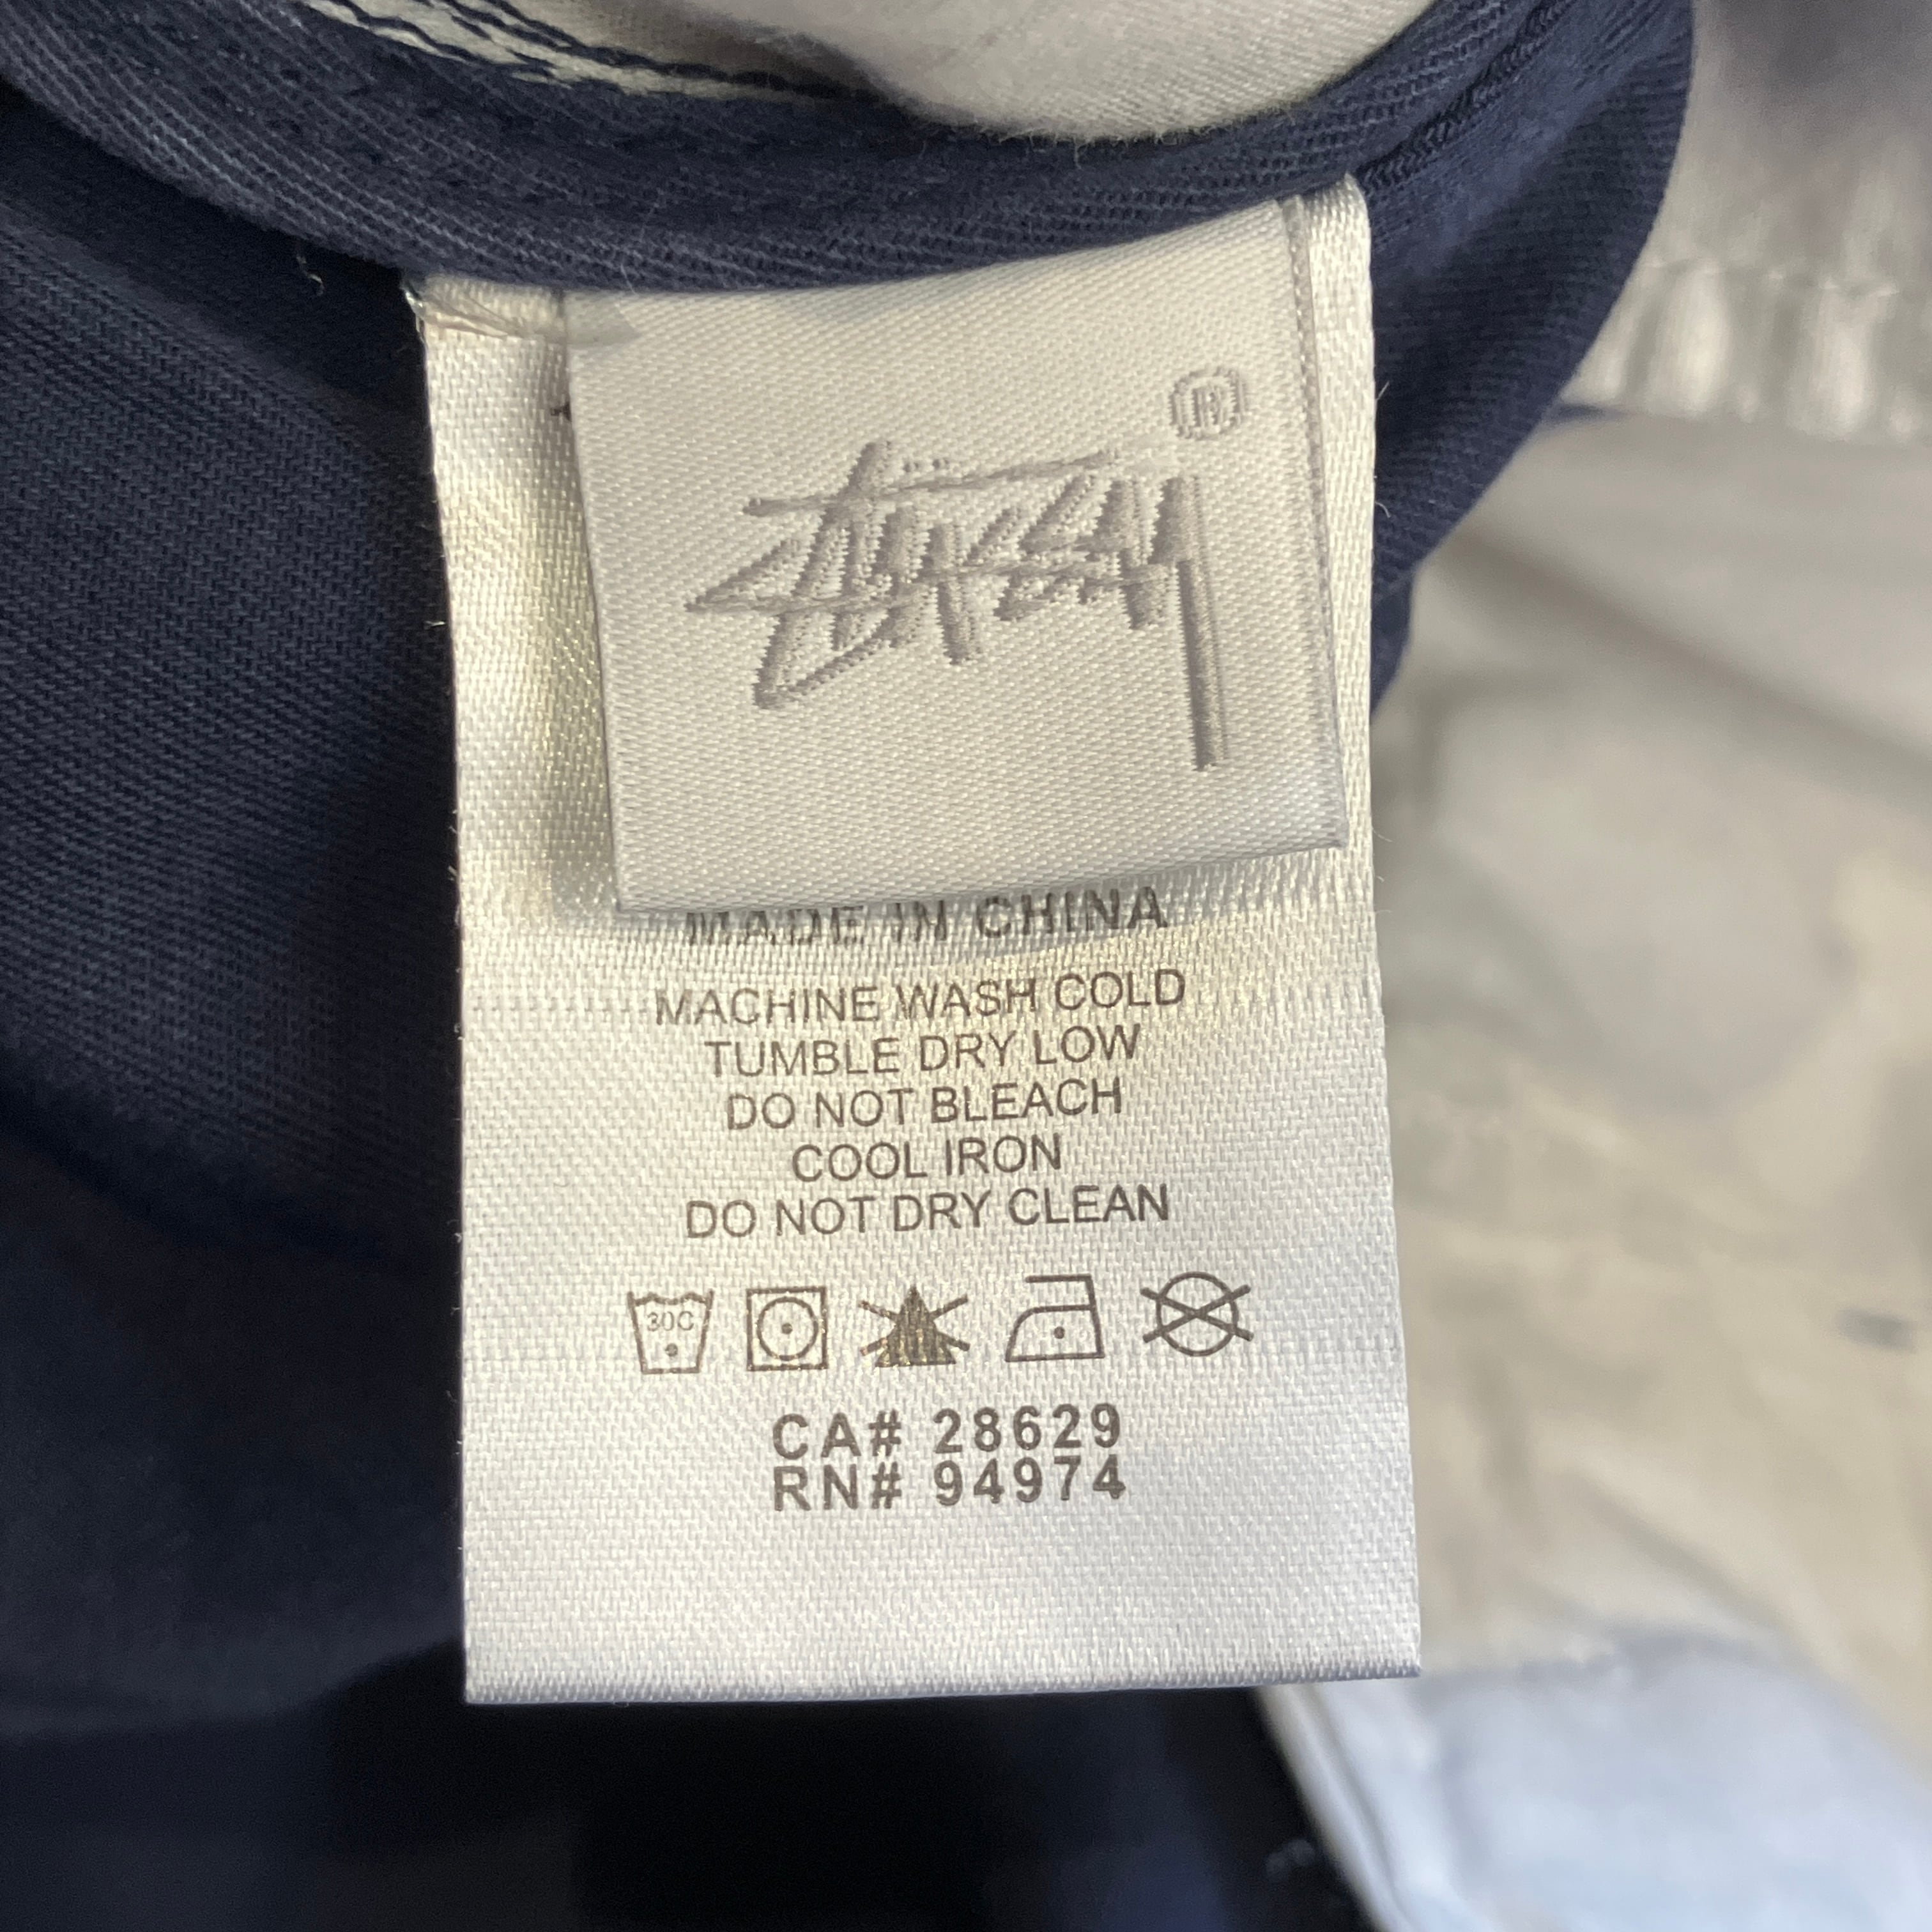 Stüssy ®
MADE IN CHINA
MACHINE WASH COLD
TUMBLE DRY LOW
DO NOT BLEACH
COOL IRON
DO NOT DRY CLEAN
30C
CA# 28629
RN# 94974